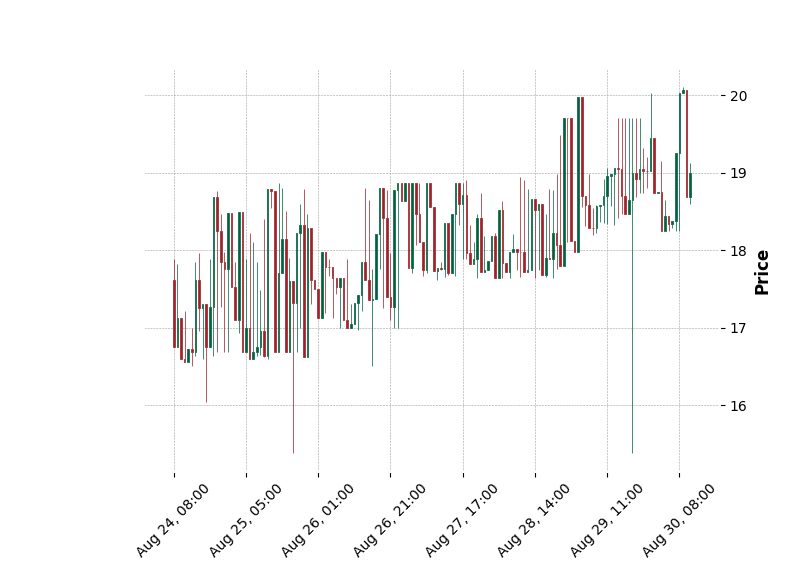 20
19
18
17
16
Price
Aug 24, 08:00
Aug 25, 05:00
Aug 26, 01:00
Aug 26, 21:00
Aug 27, 17:00
Aug 28, 14:00
Aug 29, 11:00
Aug 30, 08:00